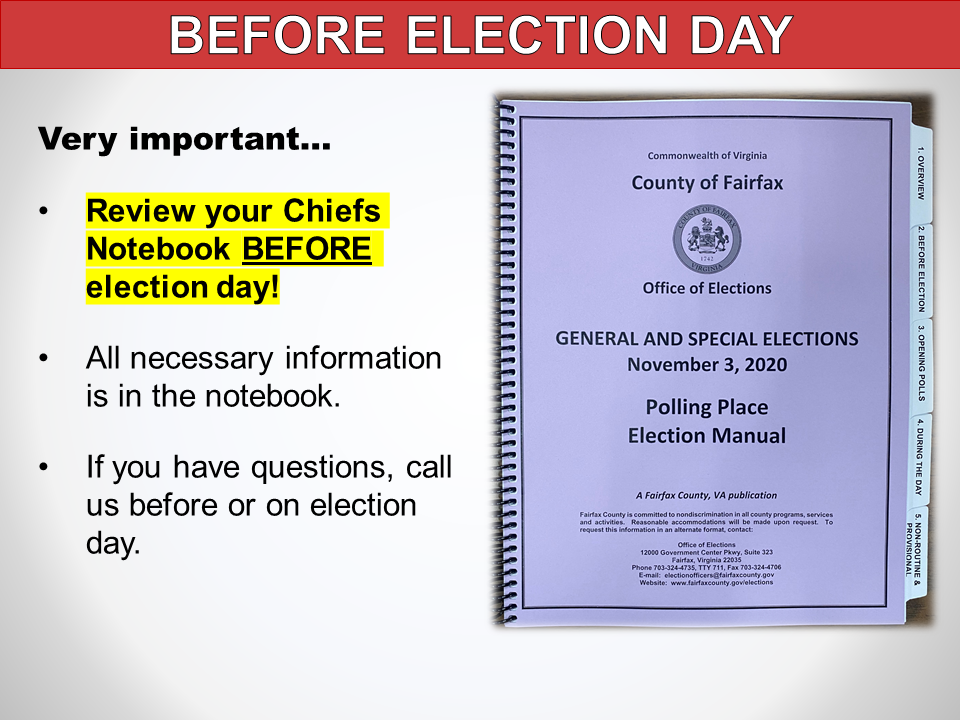 BEFORE ELECTION DAY
Very important...
• Review your Chiefs
Notebook BEFORE
election day!
• All necessary information
is in the notebook.
• If you have questions, call
us before or on election
day.
Commonwealth of Virginia
County of Fairfax
COUNTY OF FAIRFAX
1742
VIRGINIA
Office of Elections
GENERAL AND SPECIAL ELECTIONS
November 3, 2020
Polling Place
Election Manual
A Fairfax County, VA publication
Fairfax County is committed to nondiscrimination in all county programs, services
and activities. Reasonable accommodations will be made upon request. To
request this information in an alternate format, contact:
Office of Elections
12000 Government Center Pkwy, Suite 323
Fairfax, Virginia 22035
Phone 703-324-4735, TTY 711, Fax 703-324-4706
E-mail: electionofficers@fairfaxcounty.gov
Website: www.fairfaxcounty.gov/elections
1. OVERVIEW
2. BEFORE ELECTION
3. OPENING POLLS
4. DURING THE DAY
5. NON-ROUTINE &
PROVISIONAL